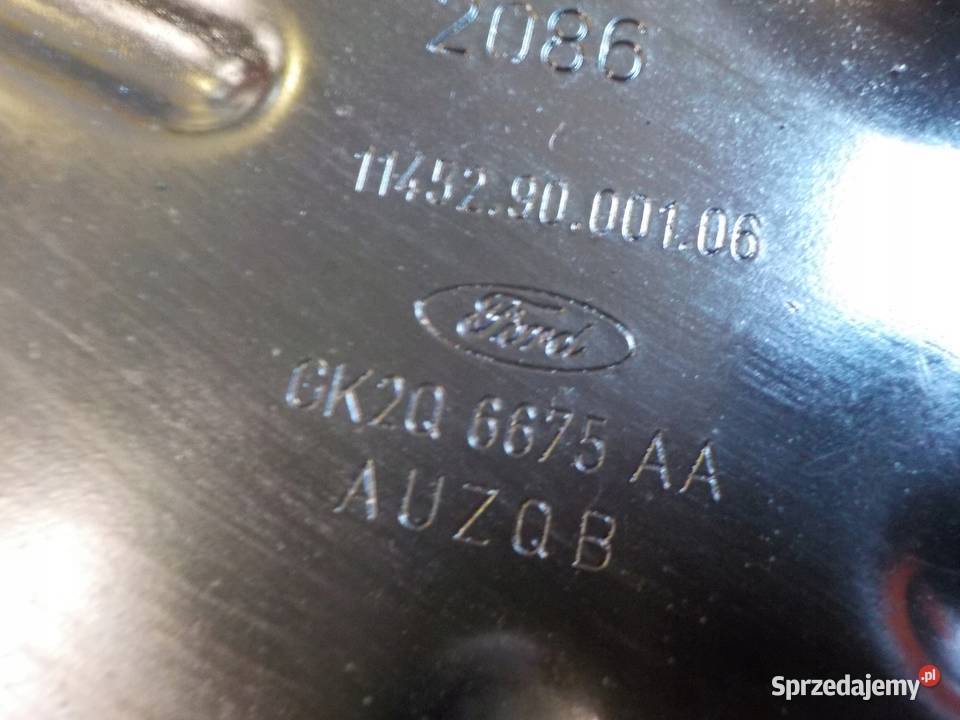 2086
11452.90.001.06
Ford
GK2Q 6675 AA
AUZQB
Sprzedajemy.pl